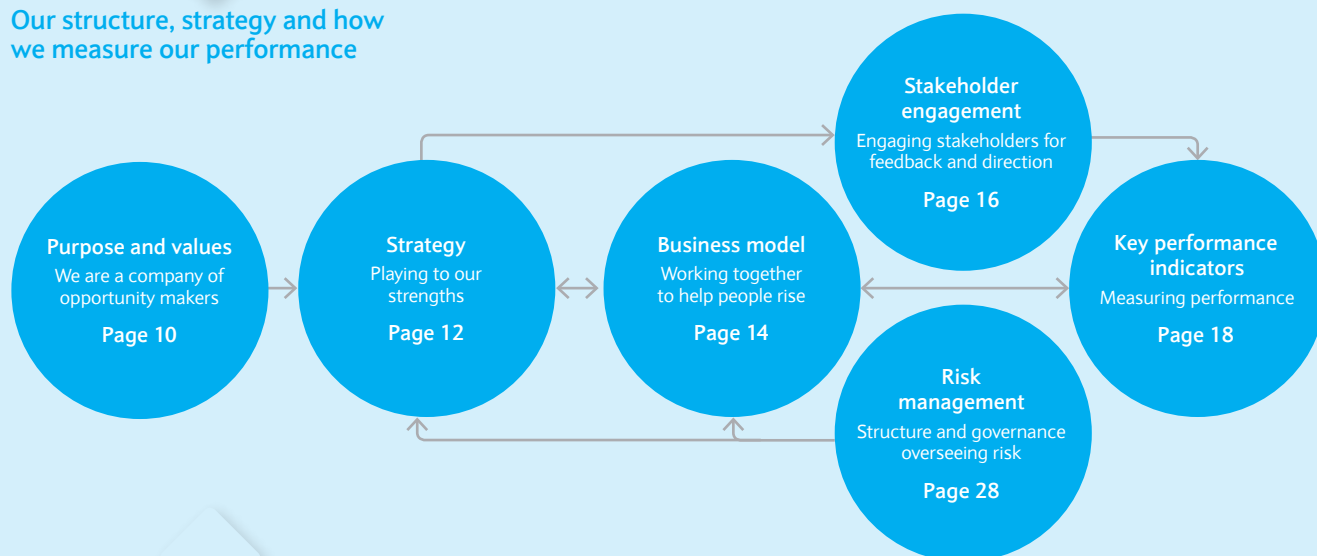 Our structure, strategy and how
we measure our performance
Purpose and values
We are a company of
opportunity makers
Page 10
Strategy
Playing to our
strengths
Page 12
Business model
Working together
to help people rise
Page 14
Stakeholder
engagement
Engaging stakeholders for
feedback and direction
Page 16
Key performance
indicators
Measuring performance
Page 18
Risk
management
Structure and governance
overseeing risk
Page 28